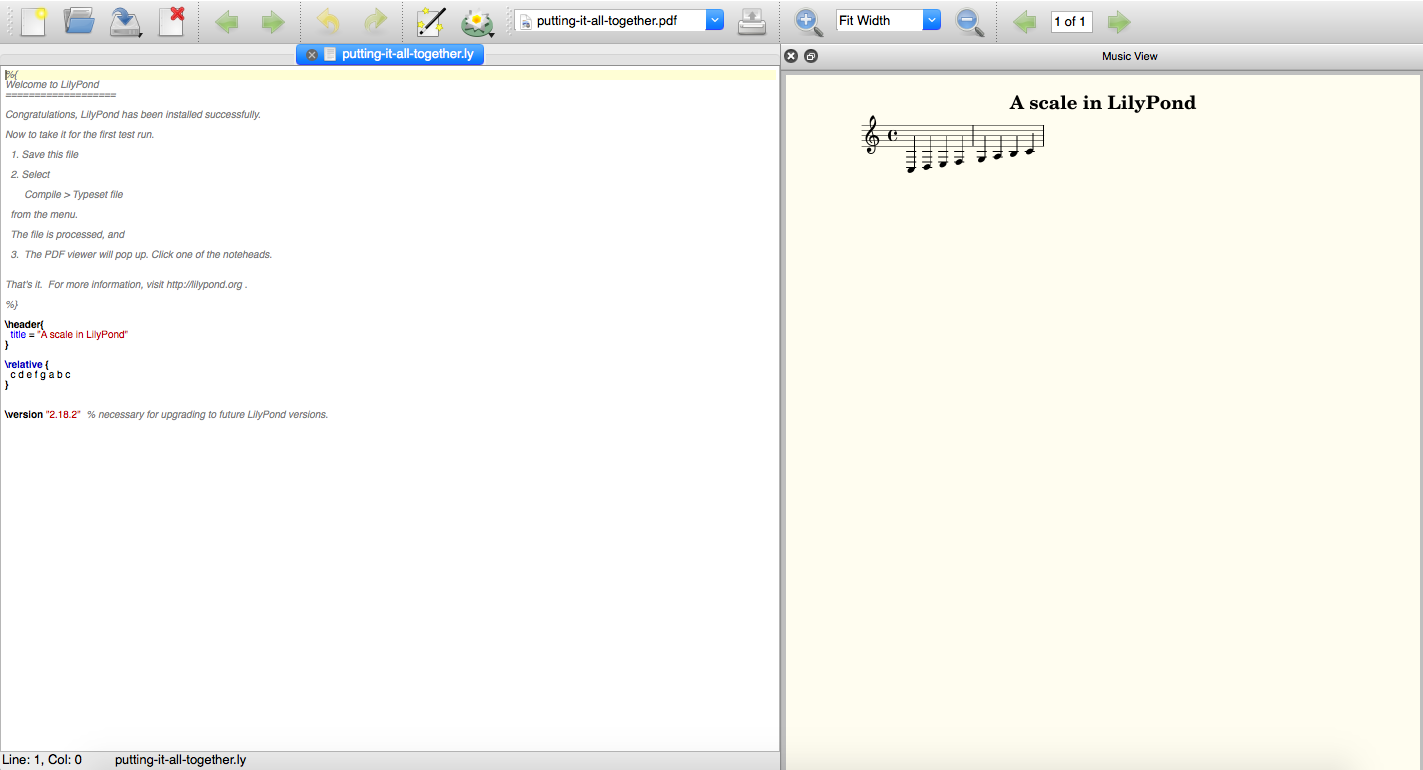 putting-it-all-together.pdf
Fit Width
1 of 1
putting-it-all-together.ly
Music View
%{
Welcome to LilyPond
===================
Congratulations, LilyPond has been installed successfully.
Now to take it for the first test run.
1. Save this file
2. Select
Compile > Typeset file
from the menu.
The file is processed, and
3. The PDF viewer will pop up. Click one of the noteheads.
That's it. For more information, visit http://lilypond.org .
%}
\header{
title = "A scale in LilyPond"
}
\relative {
c d e f g a b c
}
\version "2.18.2" % necessary for upgrading to future LilyPond versions.
A scale in LilyPond
Line: 1, Col: 0 putting-it-all-together.ly